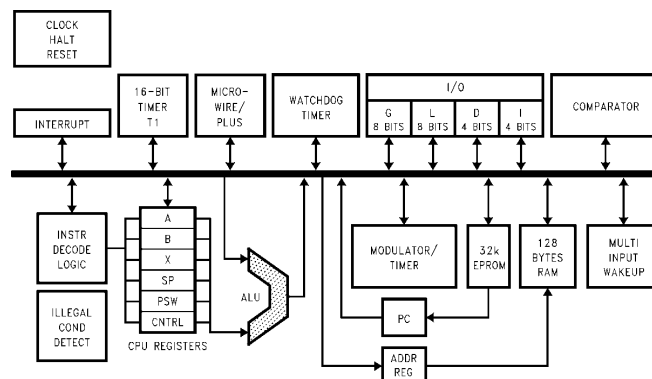 CLOCK
HALT
RESET
INTERRUPT
16-BIT
TIMER
T1
MICRO-
WIRE/
PLUS
WATCHDOG
TIMER
I/O
G
8 BITS
L
8 BITS
D
4 BITS
I
4 BITS
COMPARATOR
INSTR
DECODE
LOGIC
ILLEGAL
COND
DETECT
A
B
X
SP
PSW
CNTRL
CPU REGISTERS
ALU
MODULATOR/
TIMER
32k
EPROM
128
BYTES
RAM
MULTI
INPUT
WAKEUP
PC
ADDR
REG